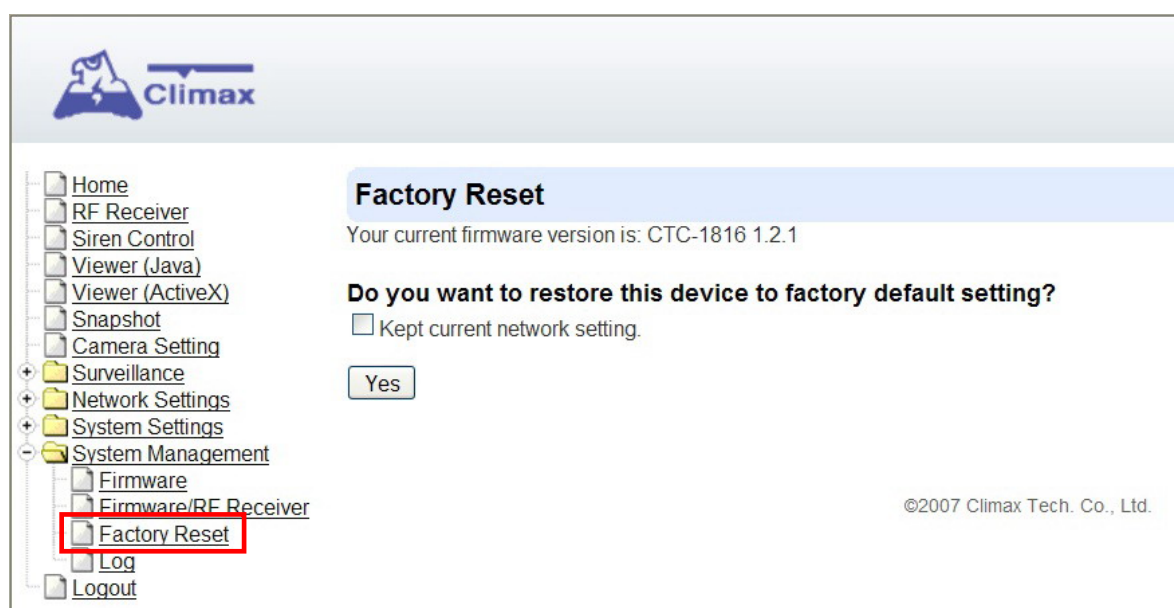 Climax
Home
RF Receiver
Siren Control
Viewer (Java)
Viewer (ActiveX)
Snapshot
Camera Setting
Surveillance
Network Settings
System Settings
System Management
Firmware
Firmware/RF Receiver
Factory Reset
Log
Logout
Factory Reset
Your current firmware version is: CTC-1816 1.2.1
Do you want to restore this device to factory default setting?
Kept current network setting.
Yes
©2007 Climax Tech. Co., Ltd.